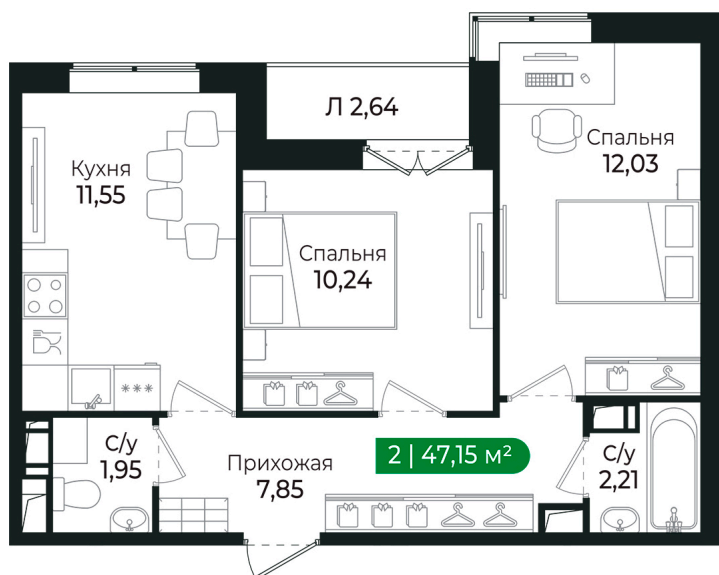 Л 2,64
Спальня
12,03
Кухня
11,55
Спальня
10,24
С/у
1,95
Прихожая
7,85
2 | 47,15 м²
С/у
2,21